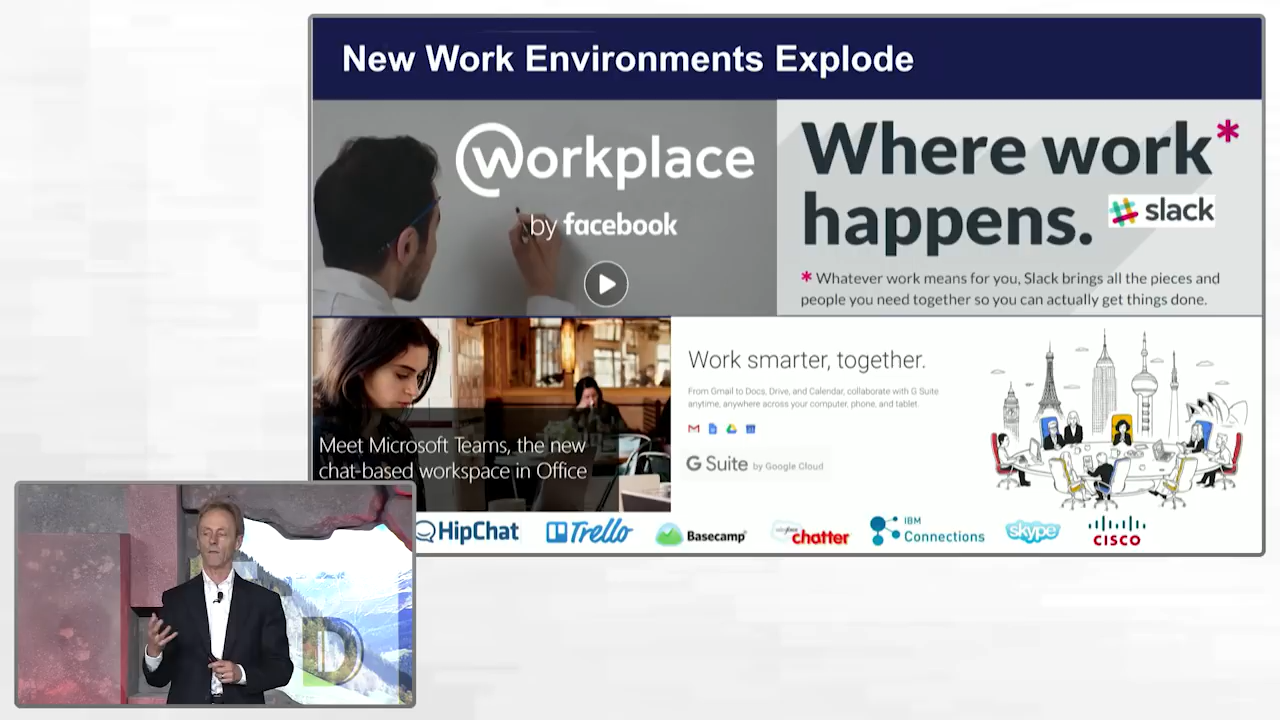 New Work Environments Explode
Workplace
by facebook
Where work*
happens.
slack
* Whatever work means for you, Slack brings all the pieces and
people you need together so you can actually get things done.
Meet Microsoft Teams, the new
chat-based workspace in Office
Work smarter, together.
From Gmail to Docs, Drive, and Calendar, collaborate with G Suite
anytime, anywhere across your computer, phone, and tablet.
G Suite by Google Cloud
HipChat
Trello
Basecamp
salesforce
chatter
IBM
Connections
skype
CISCO
D